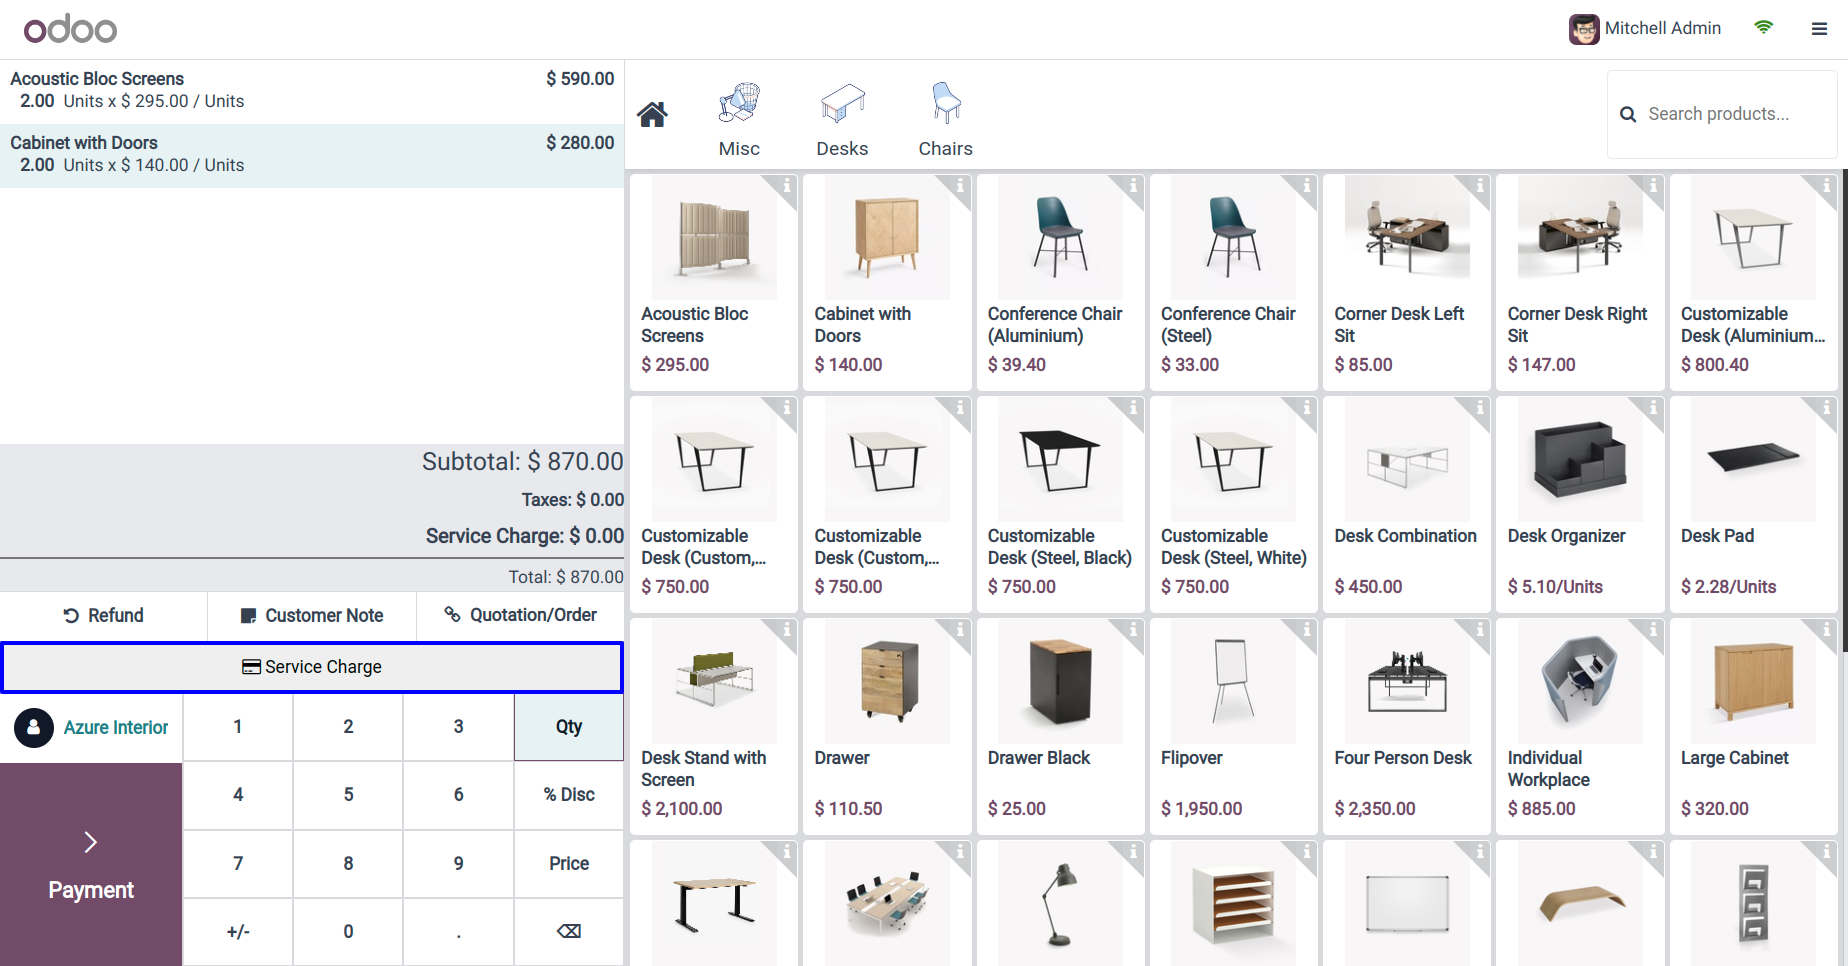 odoo
Mitchell Admin
Acoustic Bloc Screens $ 590.00
2.00 Units x $ 295.00 / Units
Cabinet with Doors $ 280.00
2.00 Units x $ 140.00 / Units
Subtotal: $ 870.00
Taxes: $ 0.00
Service Charge: $ 0.00
Total: $ 870.00
Refund Customer Note Quotation/Order
Service Charge
Azure Interior 1 2 3 Qty
4 5 6 % Disc
7 8 9 Price
Payment
+/- 0 . ⌫
Misc Desks Chairs
Search products...
Acoustic Bloc
Screens
$ 295.00
Cabinet with
Doors
$ 140.00
Conference Chair
(Aluminium)
$ 39.40
Conference Chair
(Steel)
$ 33.00
Corner Desk Left
Sit
$ 85.00
Corner Desk Right
Sit
$ 147.00
Customizable
Desk (Aluminium...
$ 800.40
Customizable
Desk (Custom,...
$ 750.00
Customizable
Desk (Custom,...
$ 750.00
Customizable
Desk (Steel, Black)
$ 750.00
Customizable
Desk (Steel, White)
$ 750.00
Desk Combination
$ 450.00
Desk Organizer
$ 5.10/Units
Desk Pad
$ 2.28/Units
Desk Stand with
Screen
$ 2,100.00
Drawer
$ 110.50
Drawer Black
$ 25.00
Flipover
$ 1,950.00
Four Person Desk
$ 2,350.00
Individual
Workplace
$ 885.00
Large Cabinet
$ 320.00